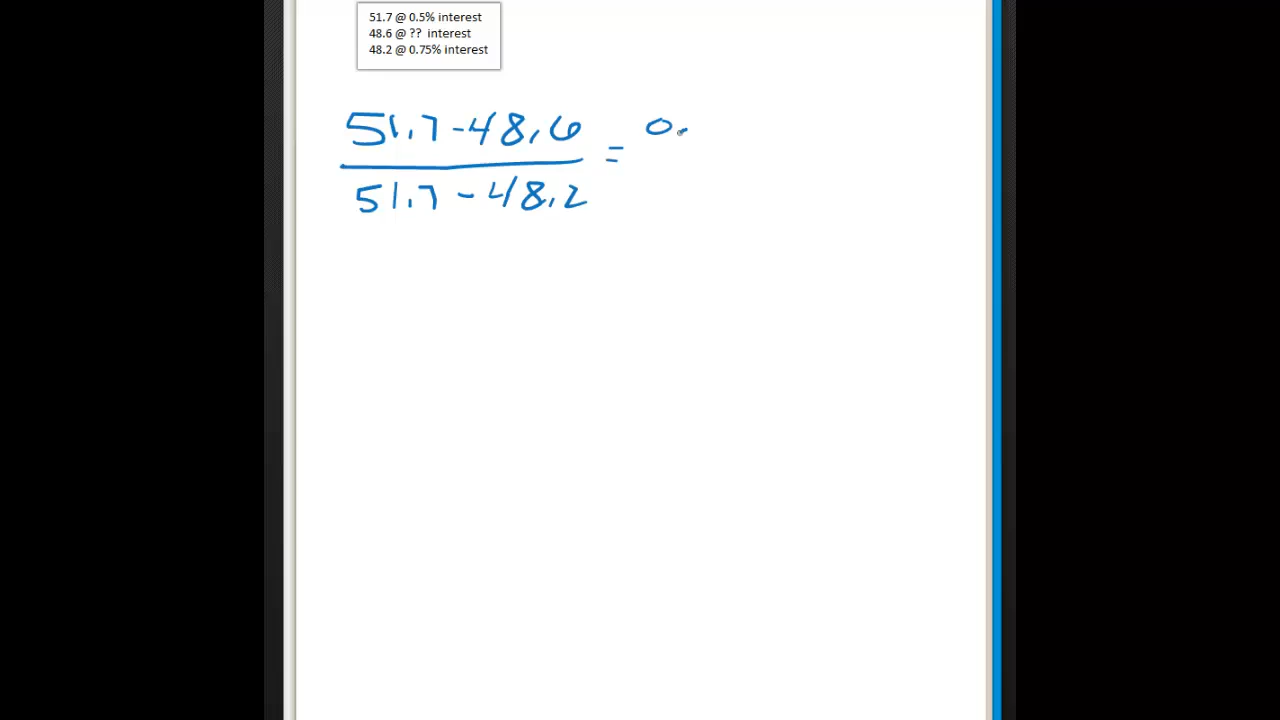 51.7 @ 0.5% interest
48.6 @ ?? interest
48.2 @ 0.75% interest
51.7 - 48.6
= 0.
51.7 - 48.2